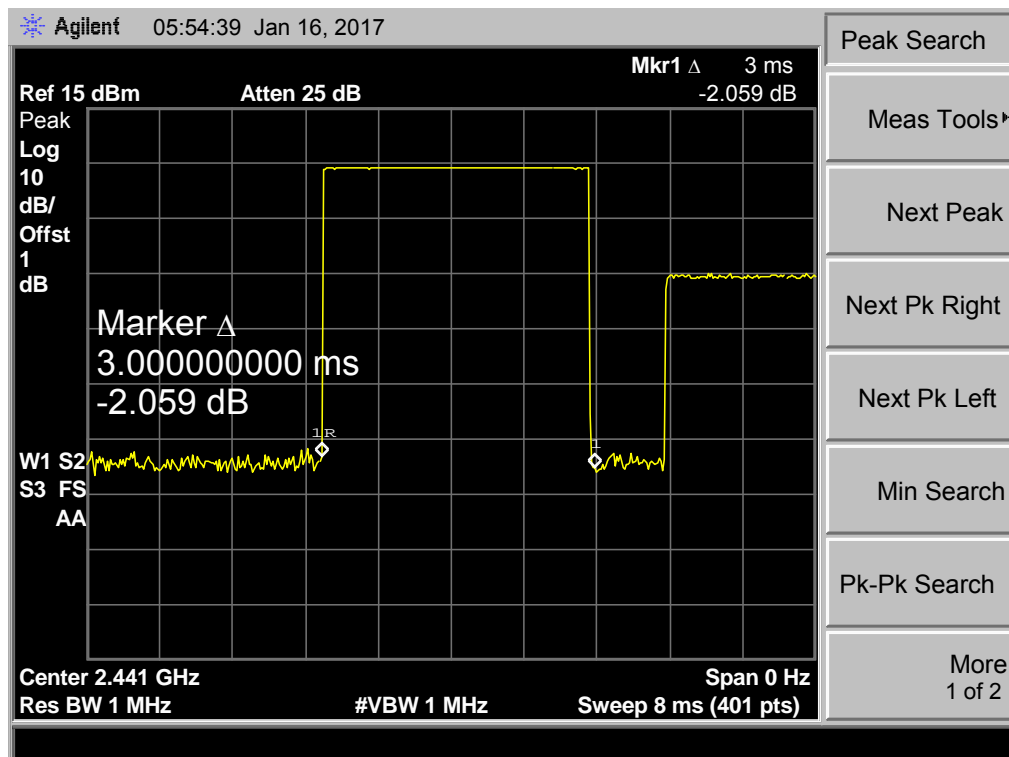 Agilent 05:54:39 Jan 16, 2017
Peak Search
Mkr1 Δ 3 ms
Ref 15 dBm Atten 25 dB -2.059 dB
Peak
Log
10
dB/
Offst
1
dB
Marker Δ
3.000000000 ms
-2.059 dB
1R
1
W1 S2
S3 FS
AA
Center 2.441 GHz Span 0 Hz
Res BW 1 MHz #VBW 1 MHz Sweep 8 ms (401 pts)
Meas Tools
Next Peak
Next Pk Right
Next Pk Left
Min Search
Pk-Pk Search
More
1 of 2